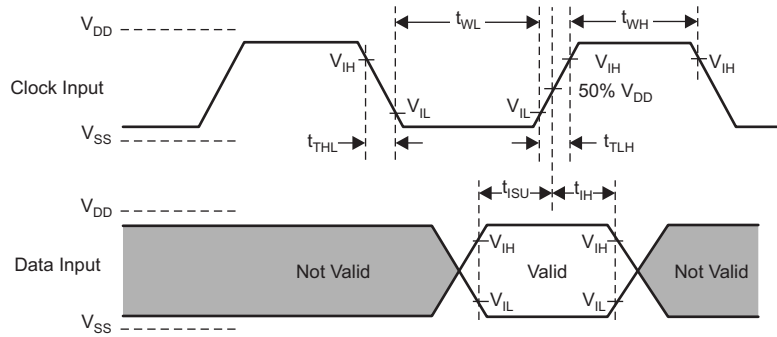 V_DD
t_WL
t_WH
V_IH
V_IH
V_IH
Clock Input
50% V_DD
V_IL
V_IL
V_SS
t_THL
t_TLH
t_ISU
t_IH
V_DD
V_IH
V_IH
Data Input
Not Valid
Valid
Not Valid
V_IL
V_IL
V_SS